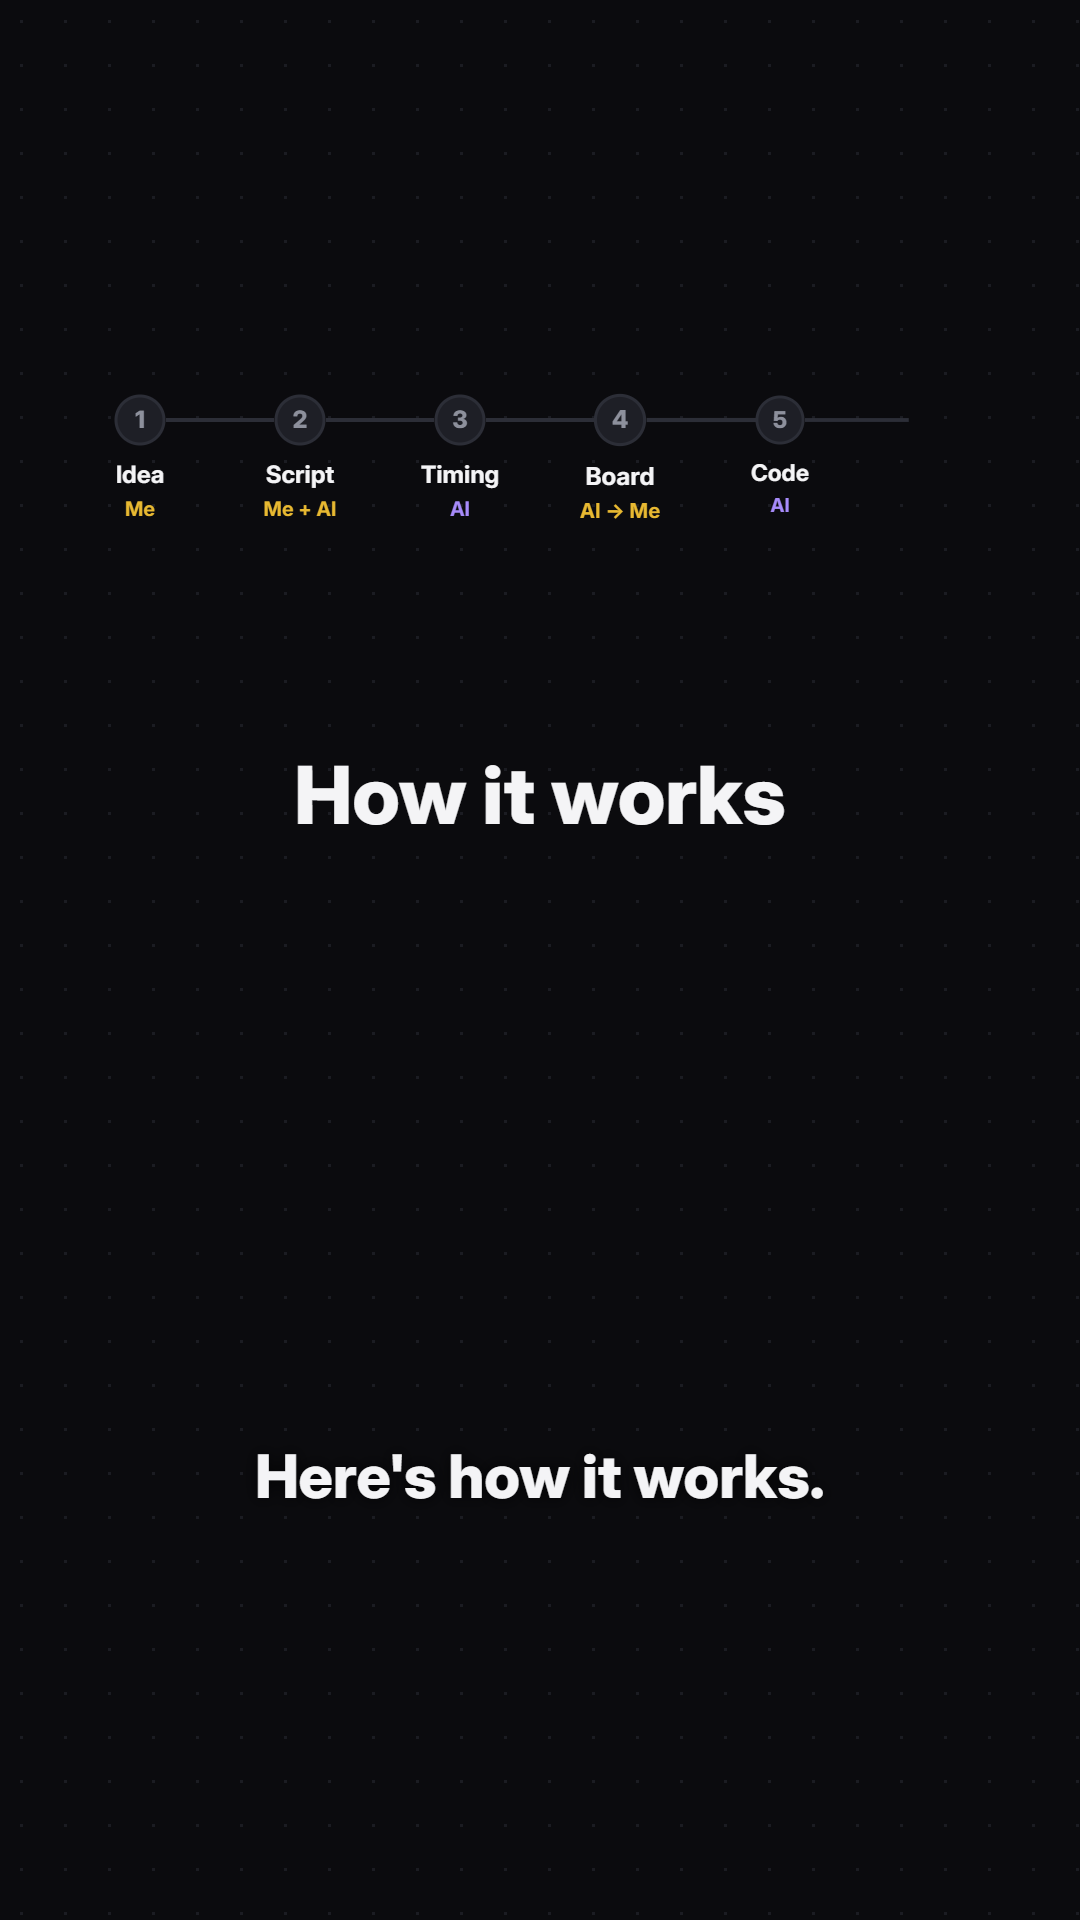 1 2 3 4 5
Idea Script Timing Board Code
Me Me + AI AI AI → Me AI
How it works
Here's how it works.